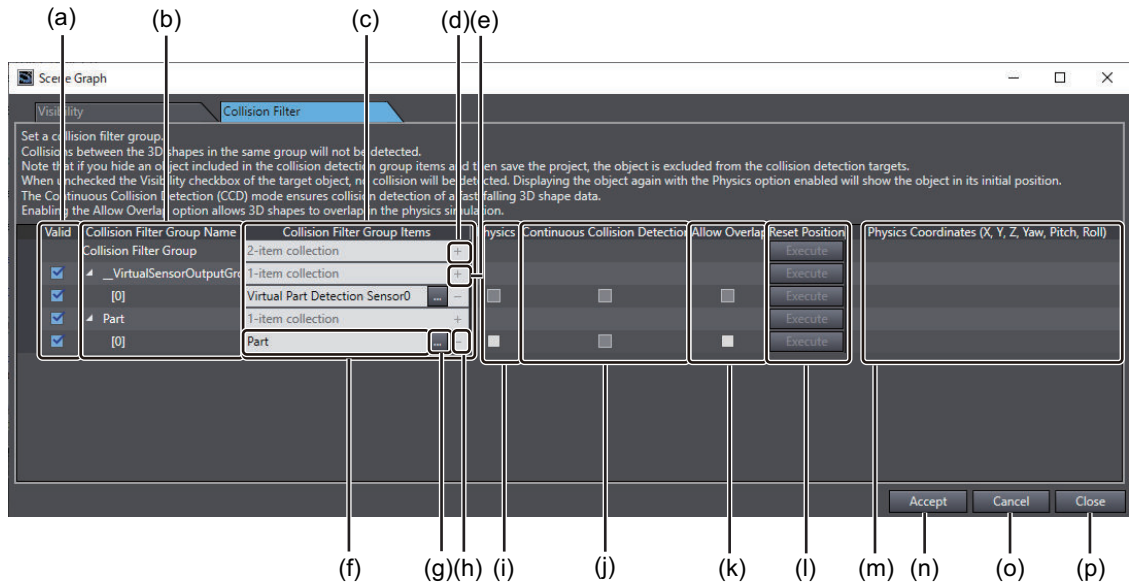 (a) (b) (c) (d)(e)
Scene Graph
Visibility Collision Filter
Set a collision filter group.
Collisions between the 3D shapes in the same group will not be detected.
Note that if you hide an object included in the collision detection group items and then save the project, the object is excluded from the collision detection targets.
When unchecked the Visibility checkbox of the target object, no collision will be detected. Displaying the object again with the Physics option enabled will show the object in its initial position.
The Continuous Collision Detection (CCD) mode ensures collision detection of a fast falling 3D shape data.
Enabling the Allow Overlap option allows 3D shapes to overlap in the physics simulation.
Valid Collision Filter Group Name Collision Filter Group Items Physics Continuous Collision Detection Allow Overlap Reset Position Physics Coordinates (X, Y, Z, Yaw, Pitch, Roll)
Collision Filter Group 2-item collection + Execute
__VirtualSensorOutputGr 1-item collection + Execute
[0] Virtual Part Detection Sensor0 ... − Execute
Part 1-item collection + Execute
[0] Part ... − Execute
Accept Cancel Close
(f) (g)(h) (i) (j) (k) (l) (m) (n) (o) (p)